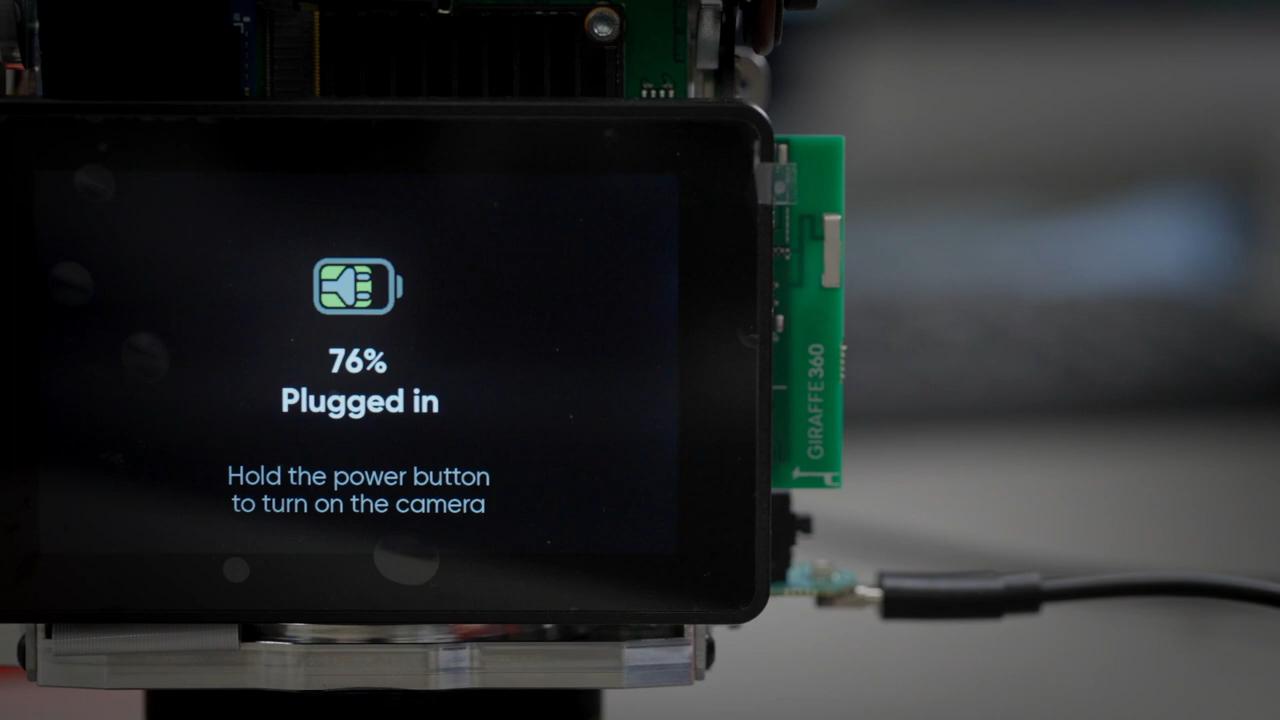 76%
Plugged in
Hold the power button
to turn on the camera
GIRAFFE360